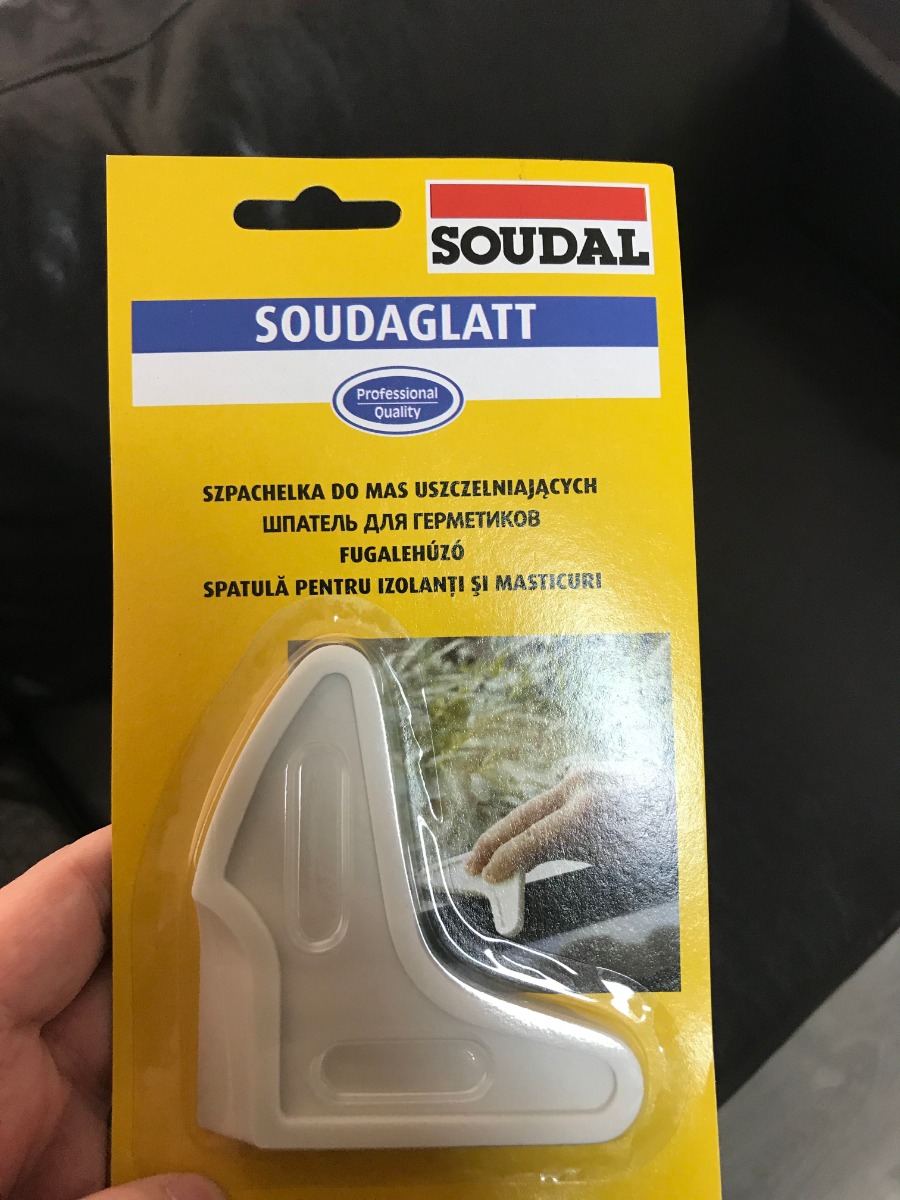 SOUDAL
SOUDAGLATT
Professional
Quality
SZPACHELKA DO MAS USZCZELNIAJĄCYCH
ШПАТЕЛЬ ДЛЯ ГЕРМЕТИКОВ
FUGALEHÚZÓ
SPATULĂ PENTRU IZOLANȚI ȘI MASTICURI